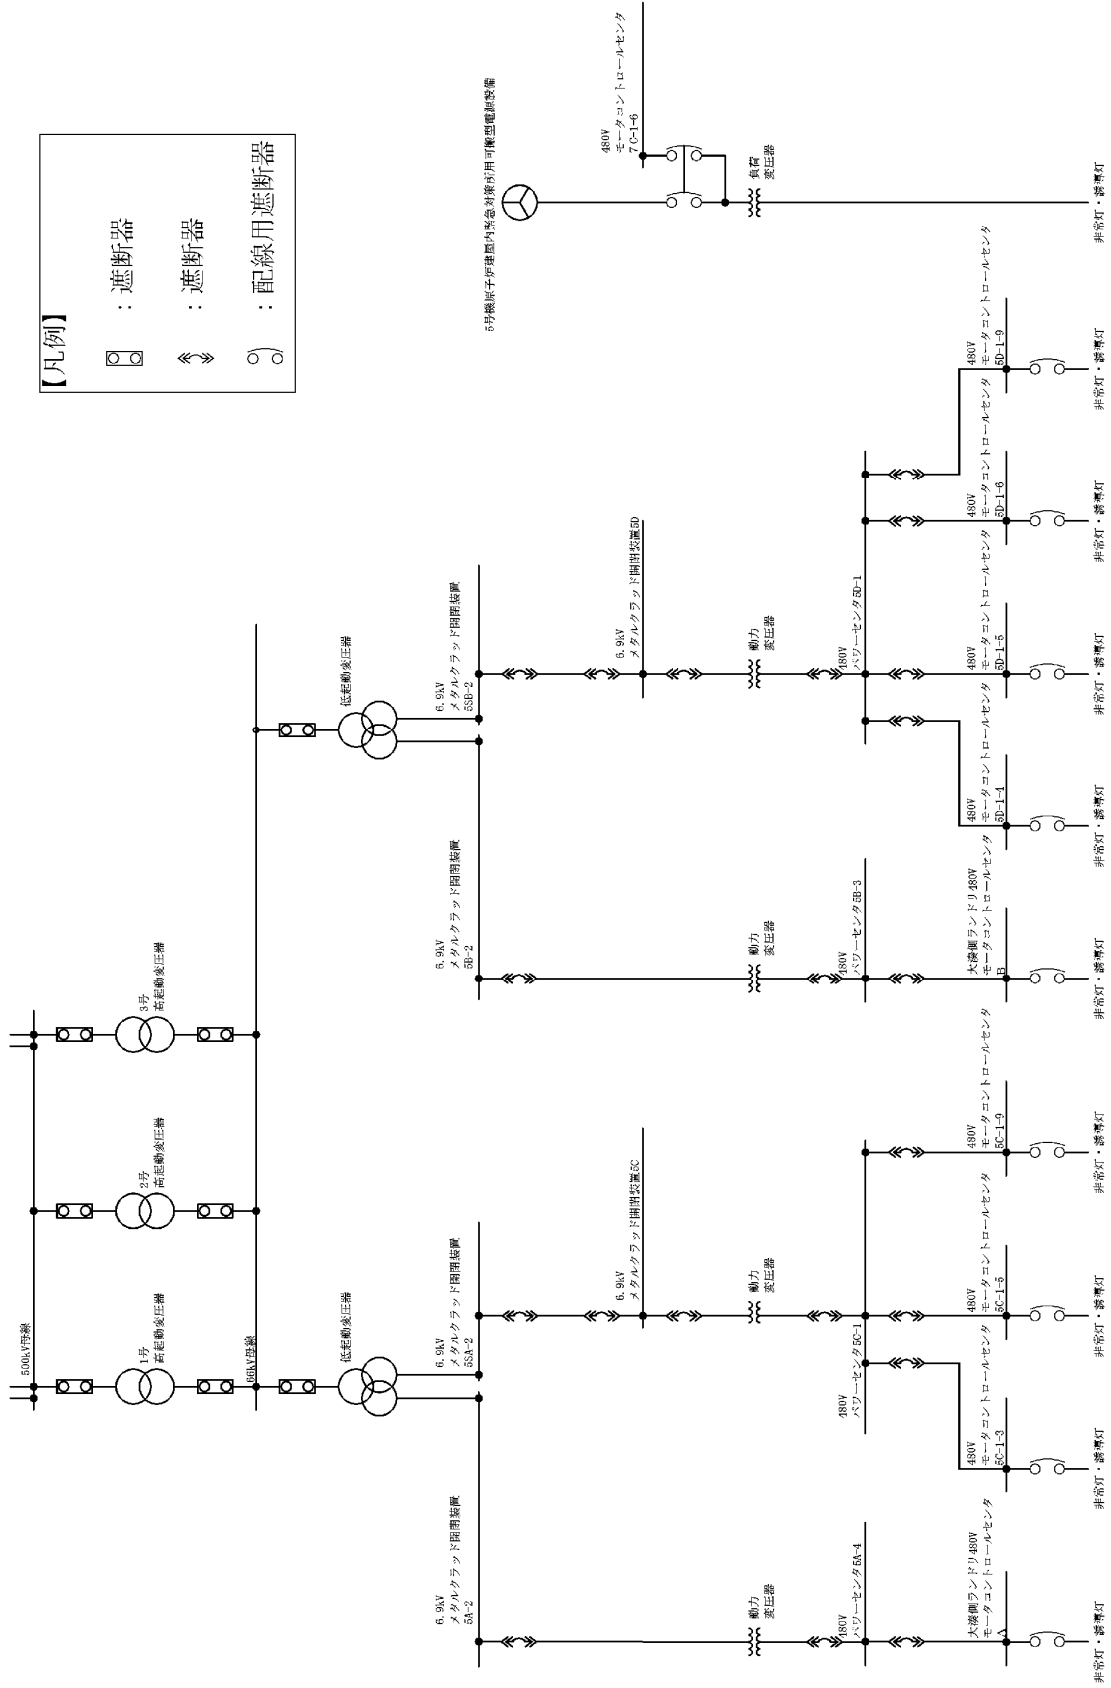 【凡例】
：遮断器
：遮断器
：配線用遮断器
500kV母線
1号
高起動変圧器
2号
高起動変圧器
3号
高起動変圧器
66kV母線
低起動変圧器
低起動変圧器
6.9kV
メタルクラッド開閉装置
5A-2
6.9kV
メタルクラッド開閉装置
5SA-2
6.9kV
メタルクラッド開閉装置
5B-2
6.9kV
メタルクラッド開閉装置
5SB-2
5号機原子炉建屋内緊急対策所用可搬型電源設備
6.9kV
メタルクラッド開閉装置5C
6.9kV
メタルクラッド開閉装置5D
480V
モータコントロールセンタ
7C-1-6
動力
変圧器
動力
変圧器
動力
変圧器
動力
変圧器
負荷
変圧器
480V
パワーセンタ5A-4
480V
パワーセンタ5C-1
480V
パワーセンタ5B-3
480V
パワーセンタ5D-1
大湊側ランドリ480V
モータコントロールセンタ
A
480V
モータコントロールセンタ
5C-1-3
480V
モータコントロールセンタ
5C-1-5
480V
モータコントロールセンタ
5C-1-9
大湊側ランドリ480V
モータコントロールセンタ
B
480V
モータコントロールセンタ
5D-1-4
480V
モータコントロールセンタ
5D-1-5
480V
モータコントロールセンタ
5D-1-6
480V
モータコントロールセンタ
5D-1-9
非常灯・誘導灯
非常灯・誘導灯
非常灯・誘導灯
非常灯・誘導灯
非常灯・誘導灯
非常灯・誘導灯
非常灯・誘導灯
非常灯・誘導灯
非常灯・誘導灯
非常灯・誘導灯